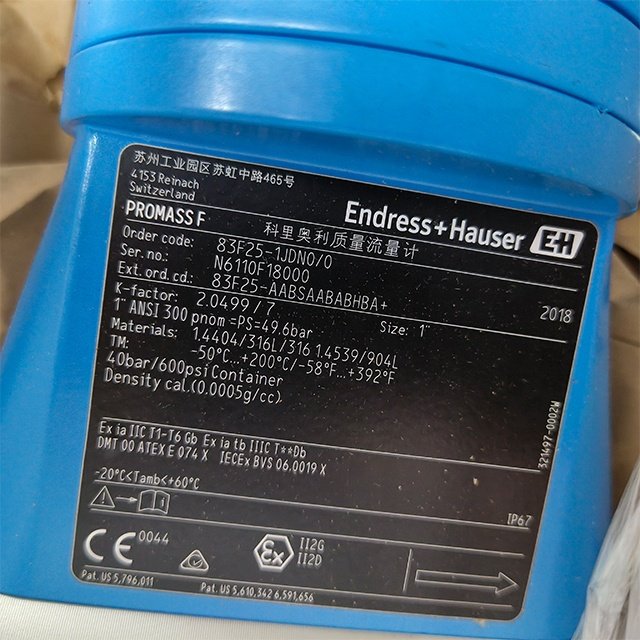 苏州工业园区苏虹中路465号
4153 Reinach
Switzerland
Endress+Hauser EH
PROMASS F 科里奥利质量流量计
Order code: 83F25-1JDN0/0
Ser.no.: N6110F18000 2018
Ext. ord. cd.: 83F25-AABSAABABHBA+
K-factor: 2.0499 / 7 Size: 1"
1" ANSI 300 pnom =PS=49.6bar
Materials: 1.4404/316L/316 1.4539/904L
TM: -50°C...+200°C/-58°F...+392°F
40bar/600psi Container
Density cal.(0.0005g/cc)
321497-0002W
Ex ia IIC T1-T6 Gb Ex ia tb IIIC T**Db
DMT 00 ATEX E 074 X IECEx BVS 06.0019 X
-20°C<Tamb<+60°C
i
IP67
CE 0044 Ex II2G
II2D
Pat. US 5,796,011 Pat. US 5,610,342 6,591,656